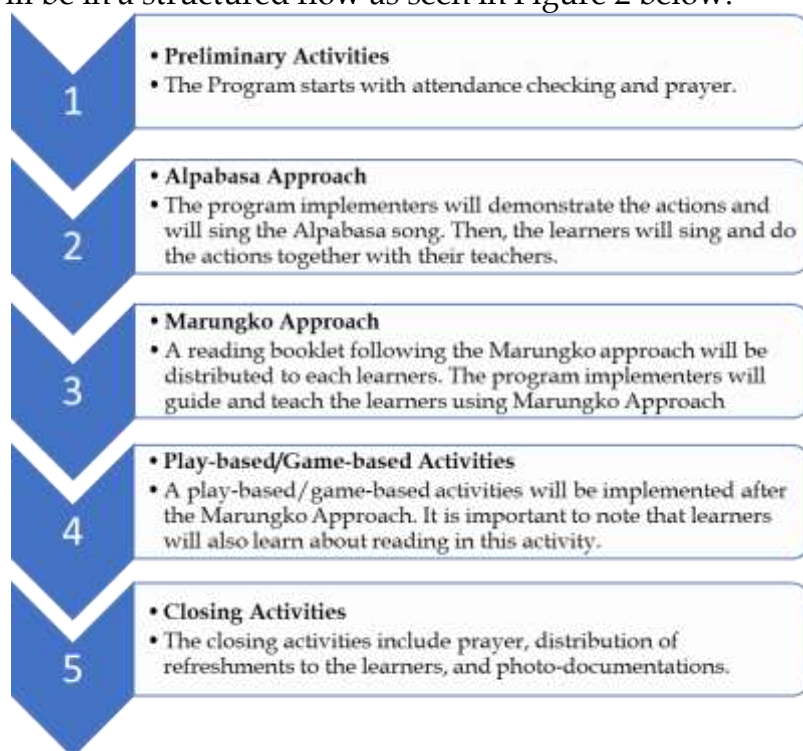 be in a structured flow as seen in Figure 2 below.
1
• Preliminary Activities
• The Program starts with attendance checking and prayer.
2
• Alpabasa Approach
• The program implementers will demonstrate the actions and
will sing the Alpabasa song. Then, the learners will sing and do
the actions together with their teachers.
3
• Marungko Approach
• A reading booklet following the Marungko approach will be
distributed to each learners. The program implementers will
guide and teach the learners using Marungko Approach
4
• Play-based/Game-based Activities
• A play-based/game-based activities will be implemented after
the Marungko Approach. It is important to note that learners
will also learn about reading in this activity.
5
• Closing Activities
• The closing activities include prayer, distribution of
refreshments to the learners, and photo-documentations.